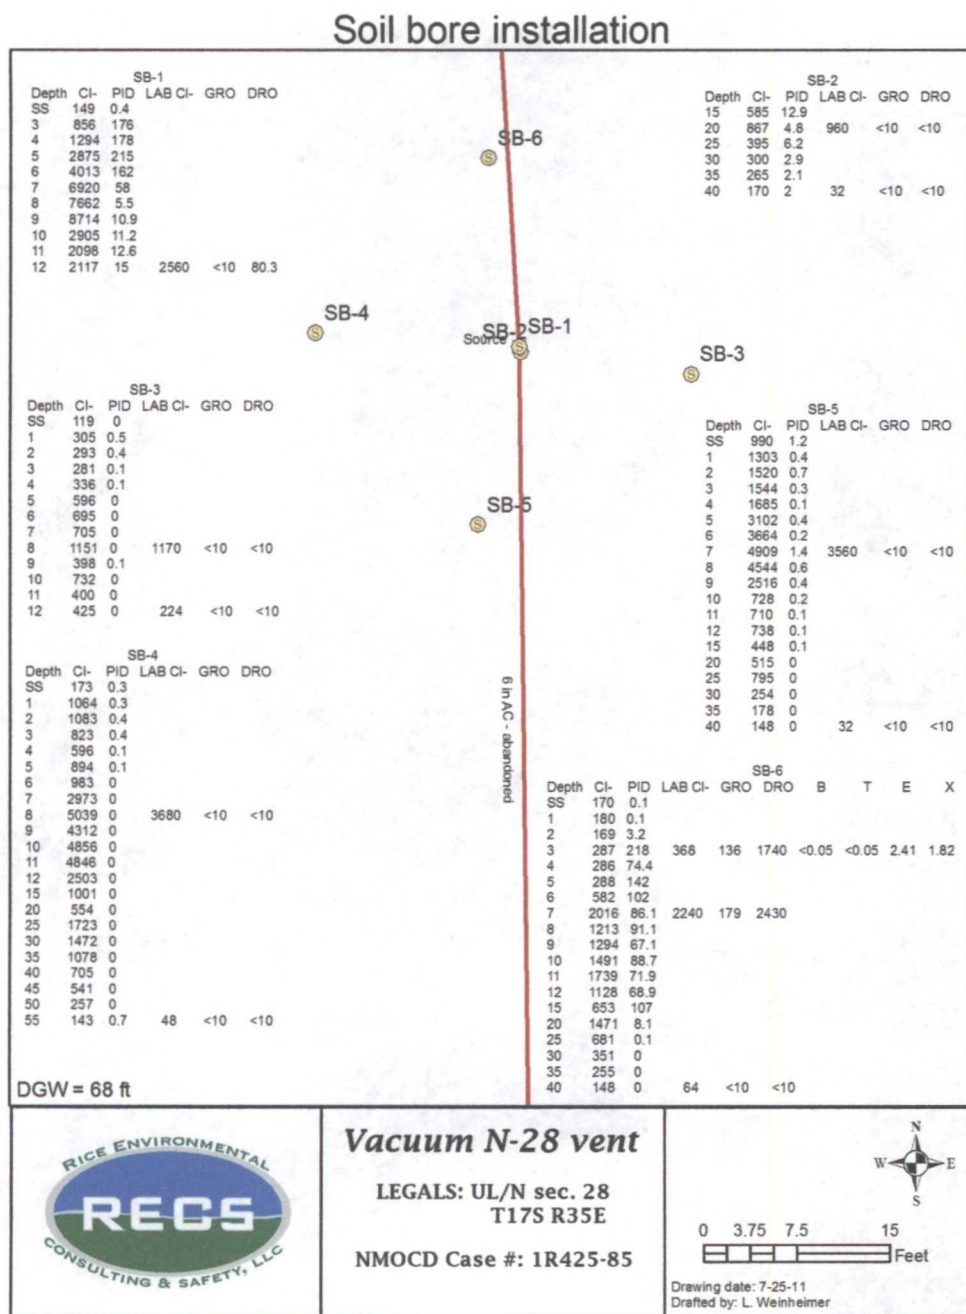 Soil bore installation
SB-1
Depth Cl- PID LAB Cl- GRO DRO
SS 149 0.4
3 856 176
4 1294 178
5 2875 215
6 4013 162
7 6920 58
8 7662 5.5
9 8714 10.9
10 2905 11.2
11 2098 12.6
12 2117 15 2560 <10 80.3
SB-2
Depth Cl- PID LAB Cl- GRO DRO
15 585 12.9
20 867 4.8 960 <10 <10
25 395 6.2
30 300 2.9
35 265 2.1
40 170 2 32 <10 <10
SB-6
SB-4
SB-2 SB-1
Source
SB-3
SB-5
SB-3
Depth Cl- PID LAB Cl- GRO DRO
SS 119 0
1 305 0.5
2 293 0.4
3 281 0.1
4 336 0.1
5 596 0
6 695 0
7 705 0
8 1151 0 1170 <10 <10
9 398 0.1
10 732 0
11 400 0
12 425 0 224 <10 <10
SB-5
Depth Cl- PID LAB Cl- GRO DRO
SS 990 1.2
1 1303 0.4
2 1520 0.7
3 1544 0.3
4 1685 0.1
5 3102 0.4
6 3664 0.2
7 4909 1.4 3560 <10 <10
8 4544 0.6
9 2516 0.4
10 728 0.2
11 710 0.1
12 738 0.1
15 448 0.1
20 515 0
25 795 0
30 254 0
35 178 0
40 148 0 32 <10 <10
SB-4
Depth Cl- PID LAB Cl- GRO DRO
SS 173 0.3
1 1064 0.3
2 1083 0.4
3 823 0.4
4 596 0.1
5 894 0.1
6 983 0
7 2973 0
8 5039 0 3680 <10 <10
9 4312 0
10 4856 0
11 4846 0
12 2503 0
15 1001 0
20 554 0
25 1723 0
30 1472 0
35 1078 0
40 705 0
45 541 0
50 257 0
55 143 0.7 48 <10 <10
6 in AC - abandoned
SB-6
Depth Cl- PID LAB Cl- GRO DRO B T E X
SS 170 0.1
1 180 0.1
2 169 3.2
3 287 218 368 136 1740 <0.05 <0.05 2.41 1.82
4 286 74.4
5 288 142
6 582 102
7 2016 86.1 2240 179 2430
8 1213 91.1
9 1294 67.1
10 1491 88.7
11 1739 71.9
12 1128 68.9
15 653 107
20 1471 8.1
25 681 0.1
30 351 0
35 255 0
40 148 0 64 <10 <10
DGW = 68 ft
RICE ENVIRONMENTAL
RECS
CONSULTING & SAFETY, LLC
Vacuum N-28 vent
LEGALS: UL/N sec. 28
T17S R35E
NMOCD Case #: 1R425-85
N
W E
S
0 3.75 7.5 15
Feet
Drawing date: 7-25-11
Drafted by: L. Weinheimer